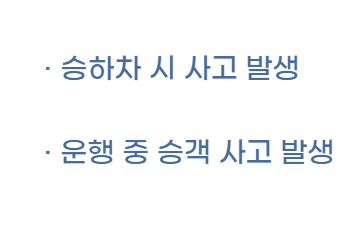 · 승하차 시 사고 발생
· 운행 중 승객 사고 발생